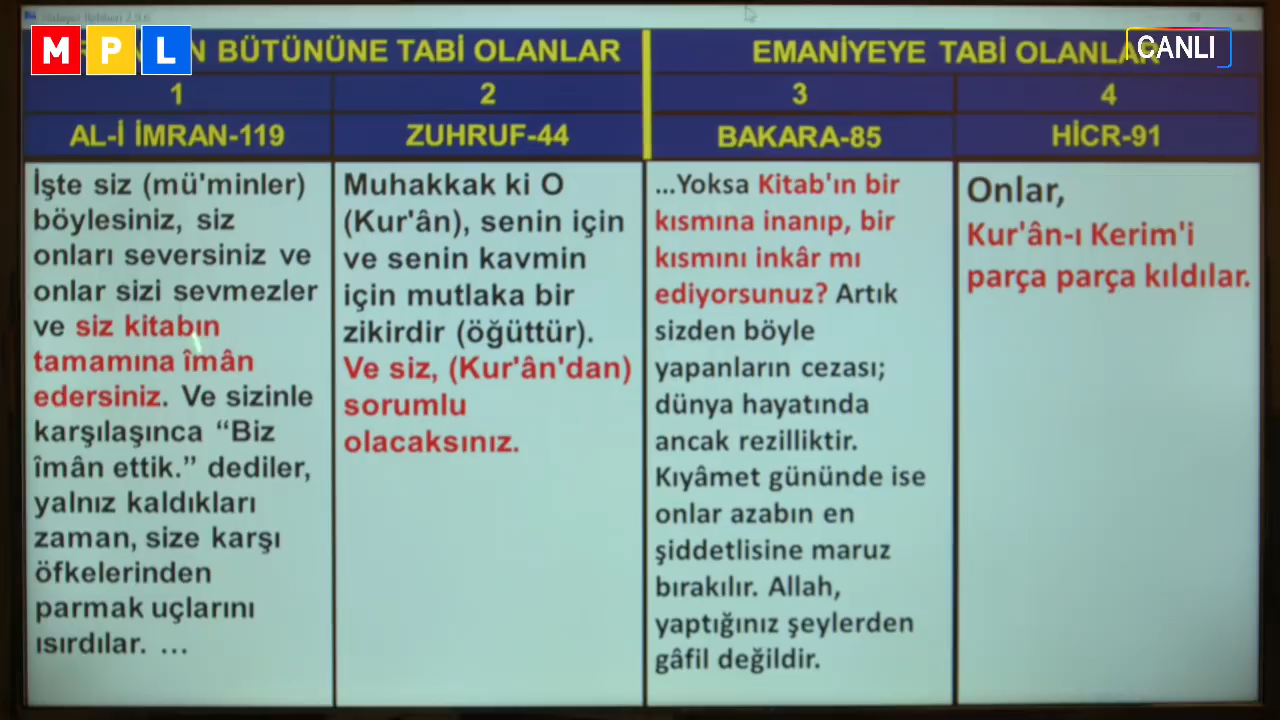 MPL
CANLI
BÜTÜNÜNE TABİ OLANLAR
EMANİYEYE TABİ OLANLAR
1
2
3
4
AL-İ İMRAN-119
ZUHRUF-44
BAKARA-85
HİCR-91
İşte siz (mü'minler)
böylesiniz, siz
onları seversiniz ve
onlar sizi sevmezler
ve siz kitabın
tamamına îmân
edersiniz. Ve sizinle
karşılaşınca “Biz
îmân ettik.” dediler,
yalnız kaldıkları
zaman, size karşı
öfkelerinden
parmak uçlarını
ısırdılar. ...
Muhakkak ki O
(Kur'ân), senin için
ve senin kavmin
için mutlaka bir
zikirdir (öğüttür).
Ve siz, (Kur'ân'dan)
sorumlu
olacaksınız.
...Yoksa Kitab'ın bir
kısmına inanıp, bir
kısmını inkâr mı
ediyorsunuz? Artık
sizden böyle
yapanların cezası;
dünya hayatında
ancak rezilliktir.
Kıyâmet gününde ise
onlar azabın en
şiddetlisine maruz
bırakılır. Allah,
yaptığınız şeylerden
gâfil değildir.
Onlar,
Kur'ân-ı Kerim'i
parça parça kıldılar.